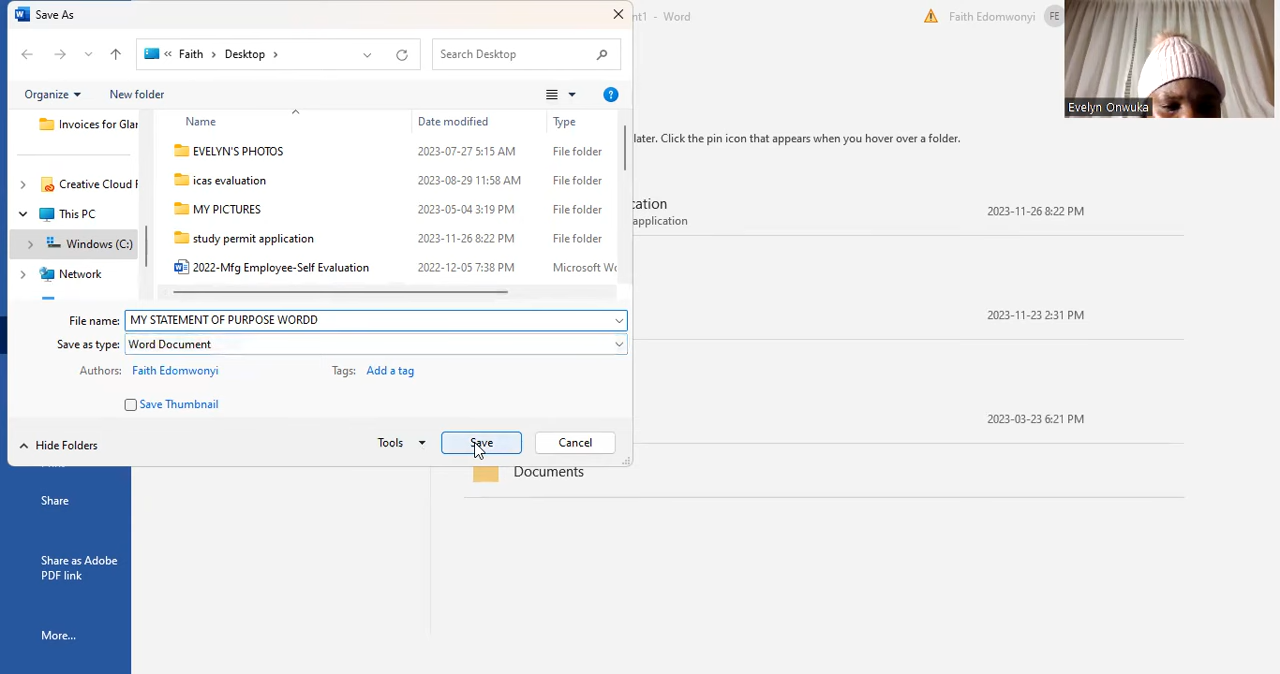 Save As
nt1 - Word
Faith Edomwonyi
FE
Evelyn Onwuka
« Faith > Desktop >
Search Desktop
Organize
New folder
?
Invoices for Glar
Creative Cloud F
This PC
Windows (C:)
Network
Name
Date modified
Type
EVELYN'S PHOTOS
2023-07-27 5:15 AM
File folder
icas evaluation
2023-08-29 11:58 AM
File folder
MY PICTURES
2023-05-04 3:19 PM
File folder
study permit application
2023-11-26 8:22 PM
File folder
2022-Mfg Employee-Self Evaluation
2022-12-05 7:38 PM
Microsoft Wc
File name:
MY STATEMENT OF PURPOSE WORDD
Save as type:
Word Document
Authors:
Faith Edomwonyi
Tags:
Add a tag
Save Thumbnail
Hide Folders
Tools
Save
Cancel
later. Click the pin icon that appears when you hover over a folder.
cation
application
2023-11-26 8:22 PM
2023-11-23 2:31 PM
2023-03-23 6:21 PM
Documents
Share
Share as Adobe
PDF link
More...